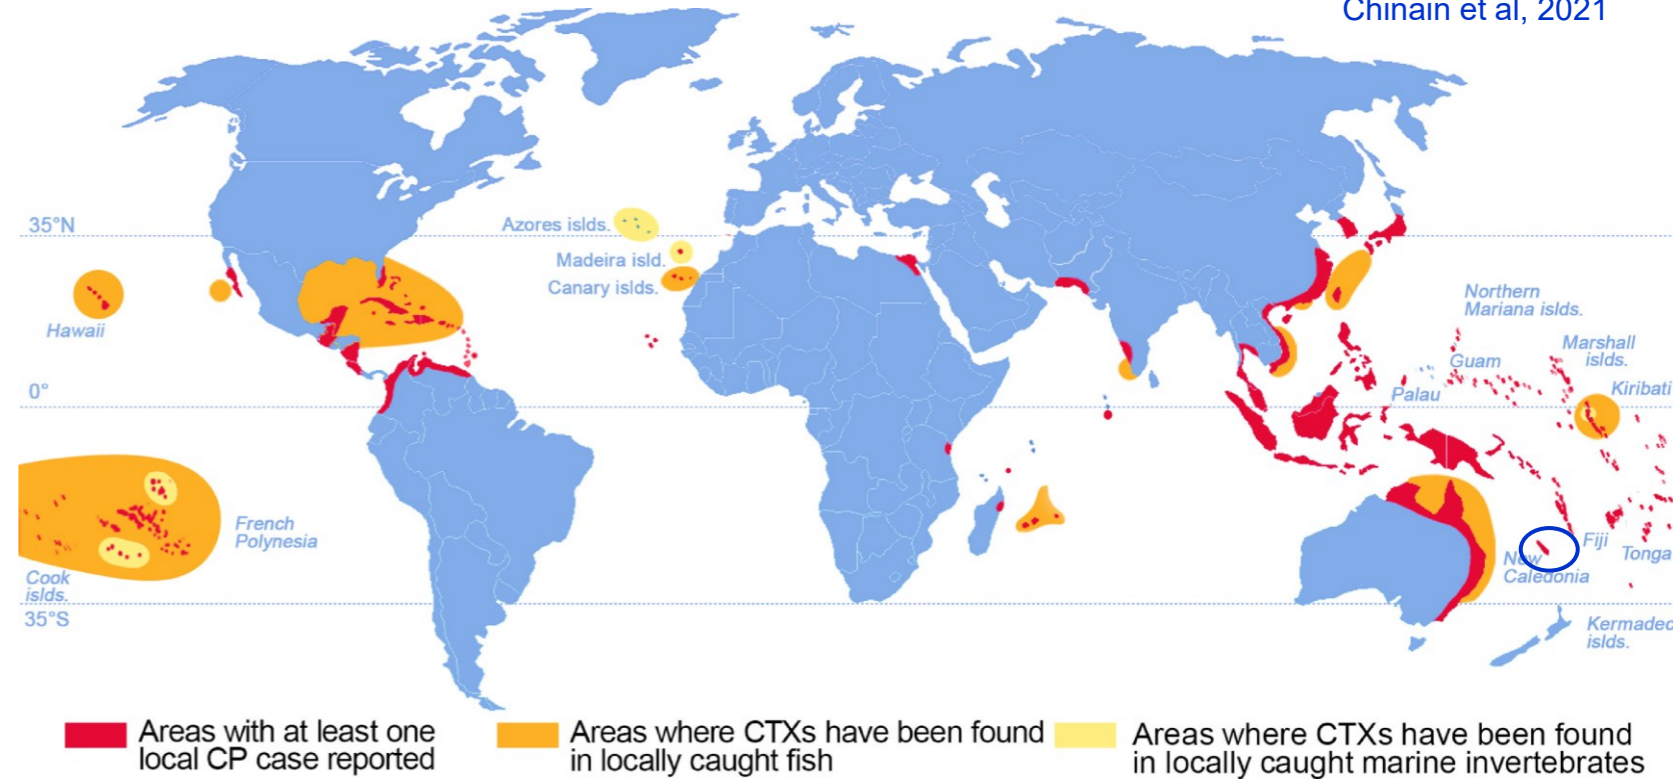 Chinain et al, 2021
35°N
Azores islds.
Madeira isld.
Canary islds.
Hawaii
Northern
Mariana islds.
Guam
Marshall
islds.
Palau
Kiribati
0°
French
Polynesia
Cook
islds.
35°S
New
Caledonia
Fiji
Tonga
Kermadec
islds.
Areas with at least one
local CP case reported
Areas where CTXs have been found
in locally caught fish
Areas where CTXs have been found
in locally caught marine invertebrates